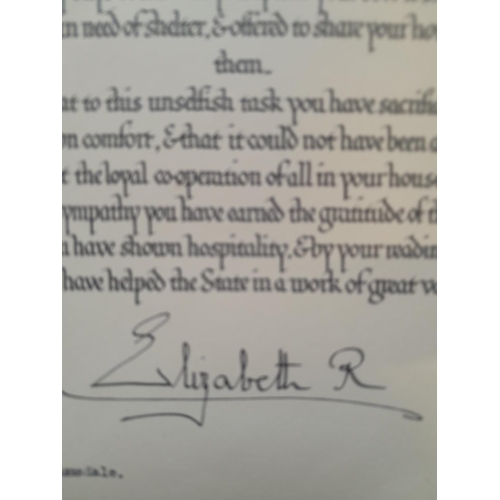 n need of shelter, & offered to share your ho
them.
at to this unselfish task you have sacrific
n comfort, & that it could not have been
t the loyal co-operation of all in your house
ympathy you have earned the gratitude of
have shown hospitality, & by your readin
have helped the State in a work of great v
Elizabeth R